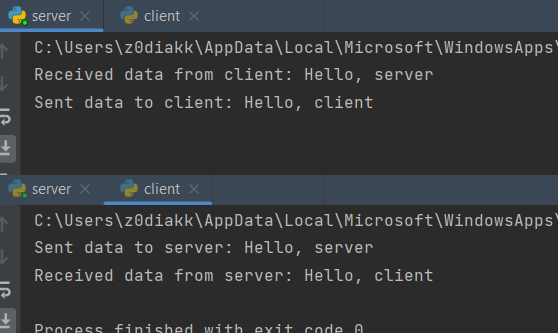 server client
C:\Users\z0diakk\AppData\Local\Microsoft\WindowsApps\
Received data from client: Hello, server
Sent data to client: Hello, client
server client
C:\Users\z0diakk\AppData\Local\Microsoft\WindowsApps\
Sent data to server: Hello, server
Received data from server: Hello, client
Process finished with exit code 0